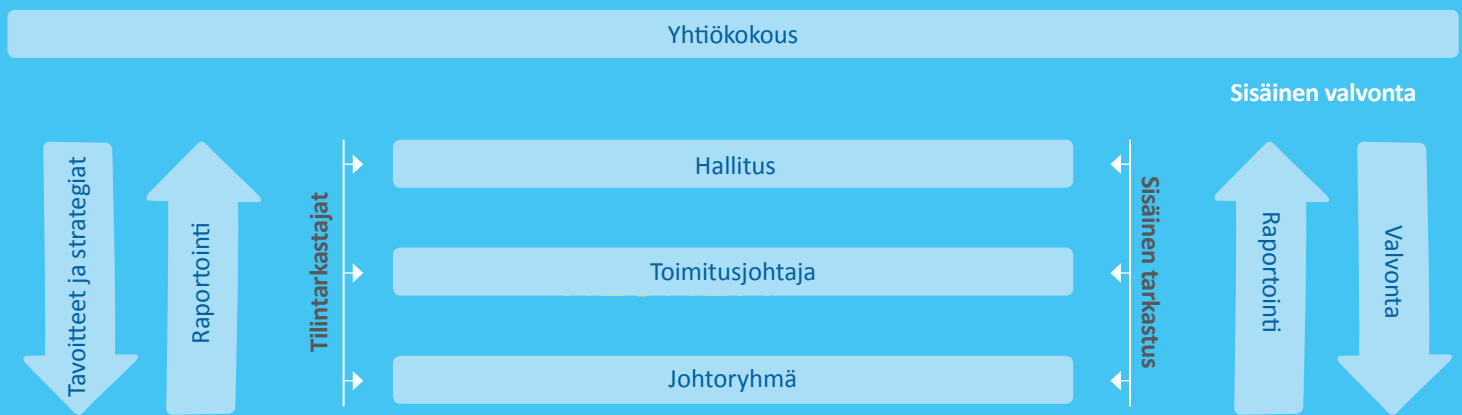 Yhtiökokous
Sisäinen valvonta
Tavoitteet ja strategiat
Raportointi
Tilintarkastajat
Hallitus
Toimitusjohtaja
Johtoryhmä
Sisäinen tarkastus
Raportointi
Valvonta